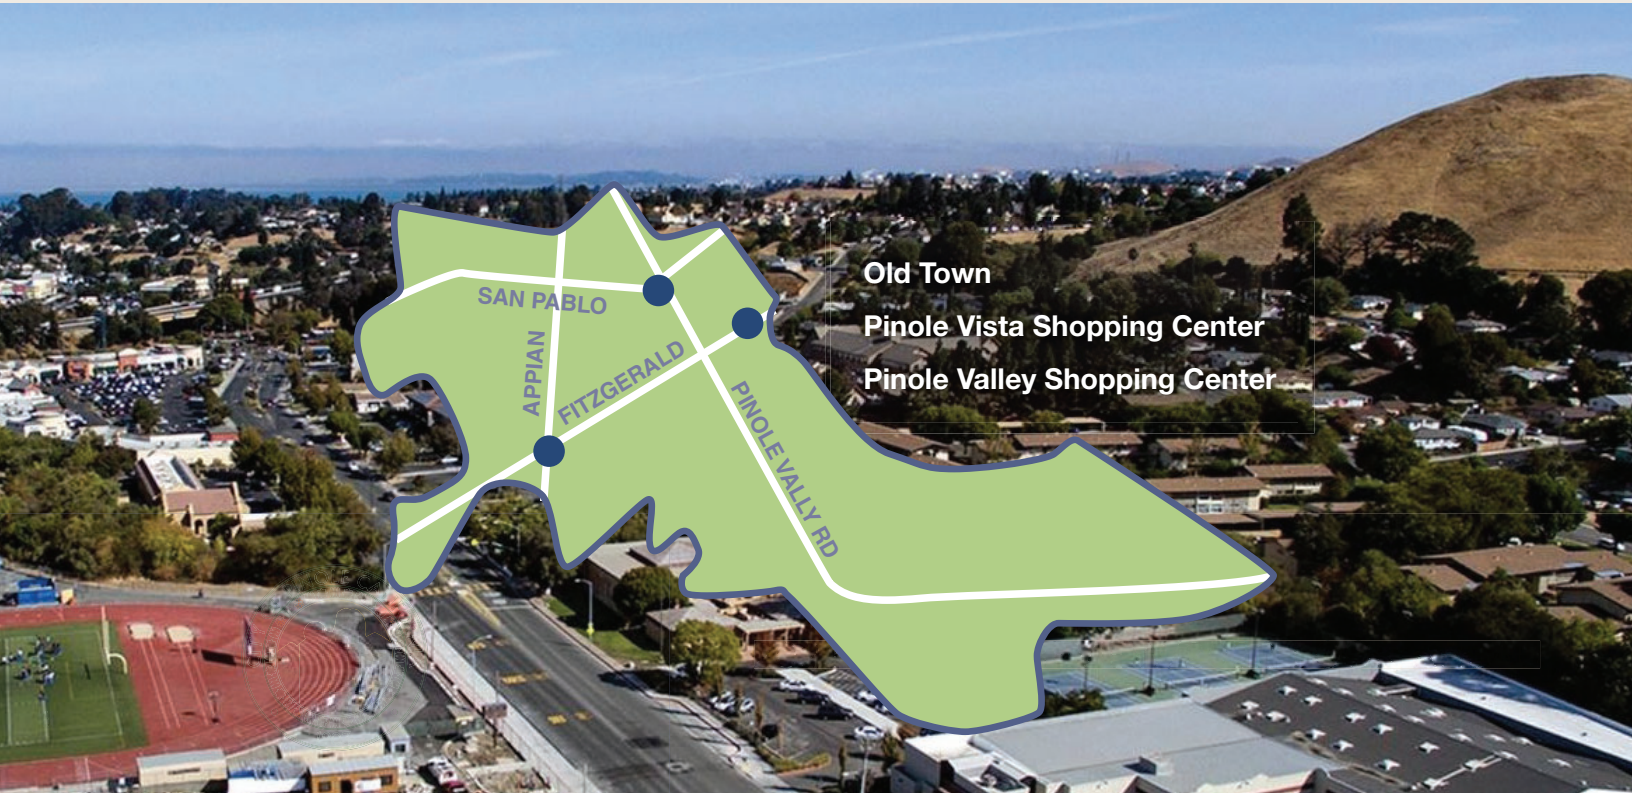 SAN PABLO
APPIAN
FITZGERALD
PINOLE VALLY RD
Old Town
Pinole Vista Shopping Center
Pinole Valley Shopping Center